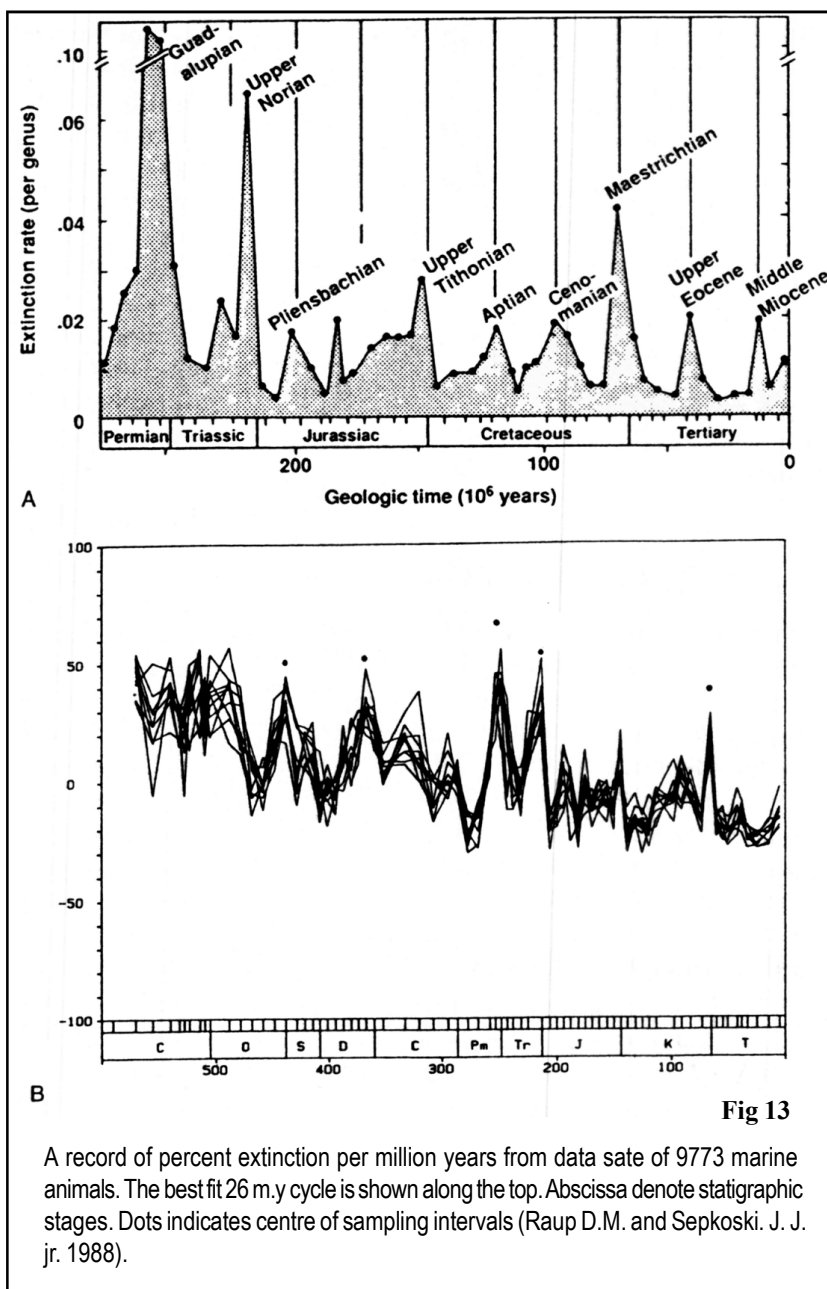 .10
.06
.04
.02
0
Extinction rate (per genus)
Guad-
alupian
Upper
Norian
Pliensbachian
Upper
Tithonian
Aptian
Ceno-
manian
Maestrichtian
Upper
Eocene
Middle
Miocene
Permian Triassic Jurassiac Cretaceous Tertiary
200 100 0
A Geologic time (10⁶ years)
100
50
0
-50
-100
C O S D C Pm Tr J K T
500 400 300 200 100
B
Fig 13
A record of percent extinction per million years from data sate of 9773 marine
animals. The best fit 26 m.y cycle is shown along the top. Abscissa denote statigraphic
stages. Dots indicates centre of sampling intervals (Raup D.M. and Sepkoski. J. J.
jr. 1988).